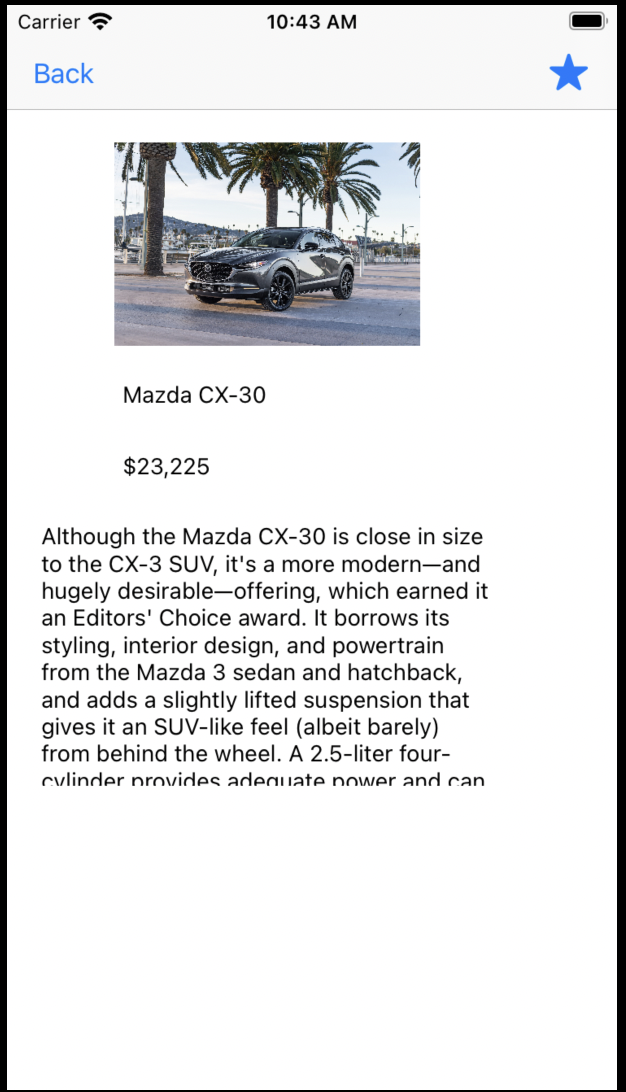 Carrier
10:43 AM
Back
Mazda CX-30
$23,225
Although the Mazda CX-30 is close in size
to the CX-3 SUV, it's a more modern—and
hugely desirable—offering, which earned it
an Editors' Choice award. It borrows its
styling, interior design, and powertrain
from the Mazda 3 sedan and hatchback,
and adds a slightly lifted suspension that
gives it an SUV-like feel (albeit barely)
from behind the wheel. A 2.5-liter four-
cylinder provides adequate power and can